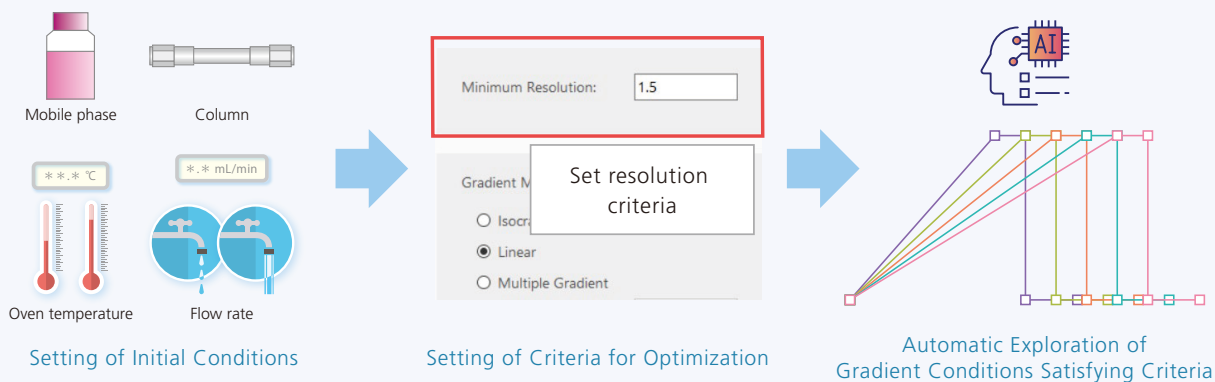 Mobile phase
Column
**.* ℃
*.* mL/min
Oven temperature
Flow rate
Setting of Initial Conditions
Minimum Resolution:
1.5
Set resolution
criteria
Gradient
Linear
Multiple Gradient
Setting of Criteria for Optimization
AI
Automatic Exploration of
Gradient Conditions Satisfying Criteria